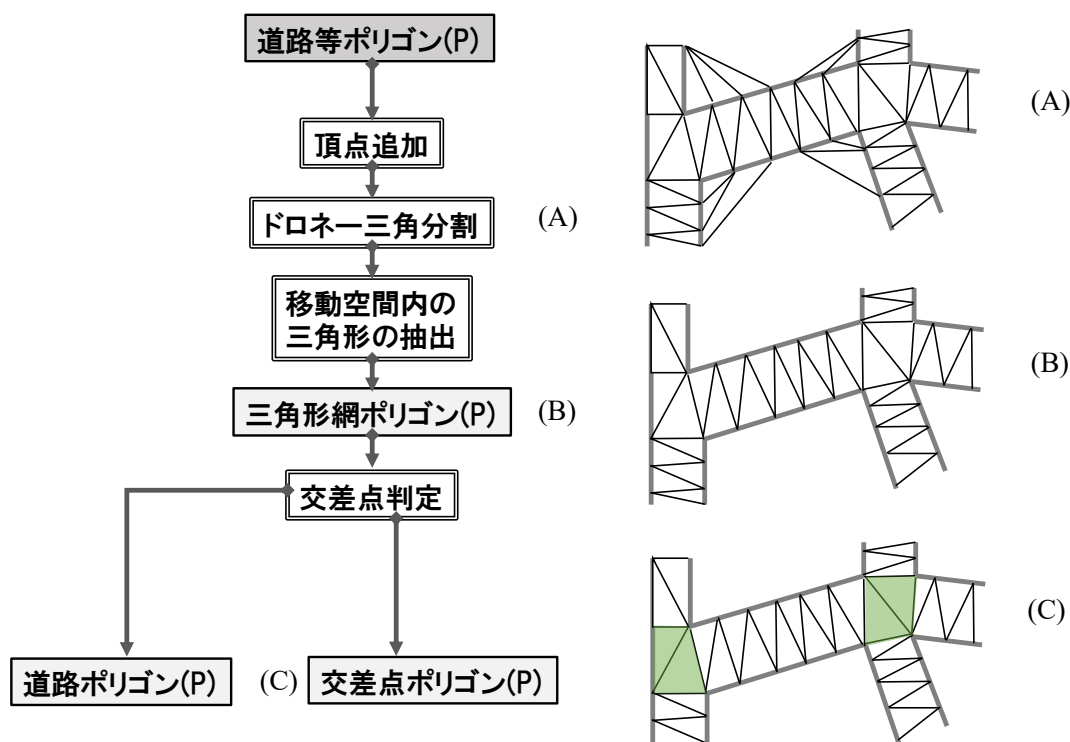 道路等ポリゴン(P)
頂点追加
ドロネー三角分割
(A)
移動空間内の
三角形の抽出
三角形網ポリゴン(P)
(B)
交差点判定
道路ポリゴン(P)
(C)
交差点ポリゴン(P)
(A)
(B)
(C)